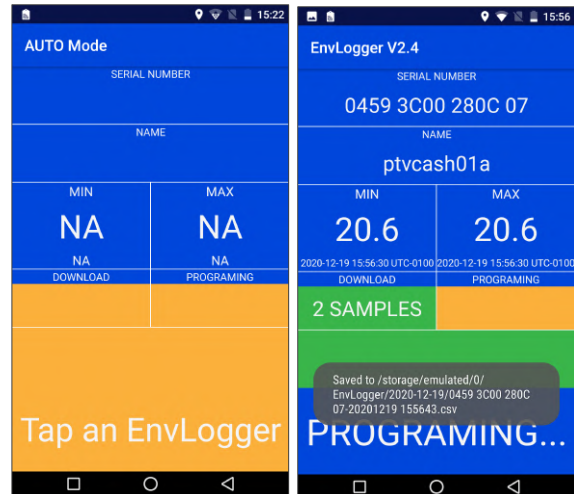 15:22
AUTO Mode
SERIAL NUMBER
NAME
MIN MAX
NA NA
NA NA
DOWNLOAD PROGRAMING
Tap an EnvLogger
15:56
EnvLogger V2.4
SERIAL NUMBER
0459 3C00 280C 07
NAME
ptvcash01a
MIN MAX
20.6 20.6
2020-12-19 15:56:30 UTC-0100 2020-12-19 15:56:30 UTC-0100
DOWNLOAD PROGRAMING
2 SAMPLES
Saved to /storage/emulated/0/
EnvLogger/2020-12-19/0459 3C00 280C
07-20201219 155643.csv
PROGRAMING...